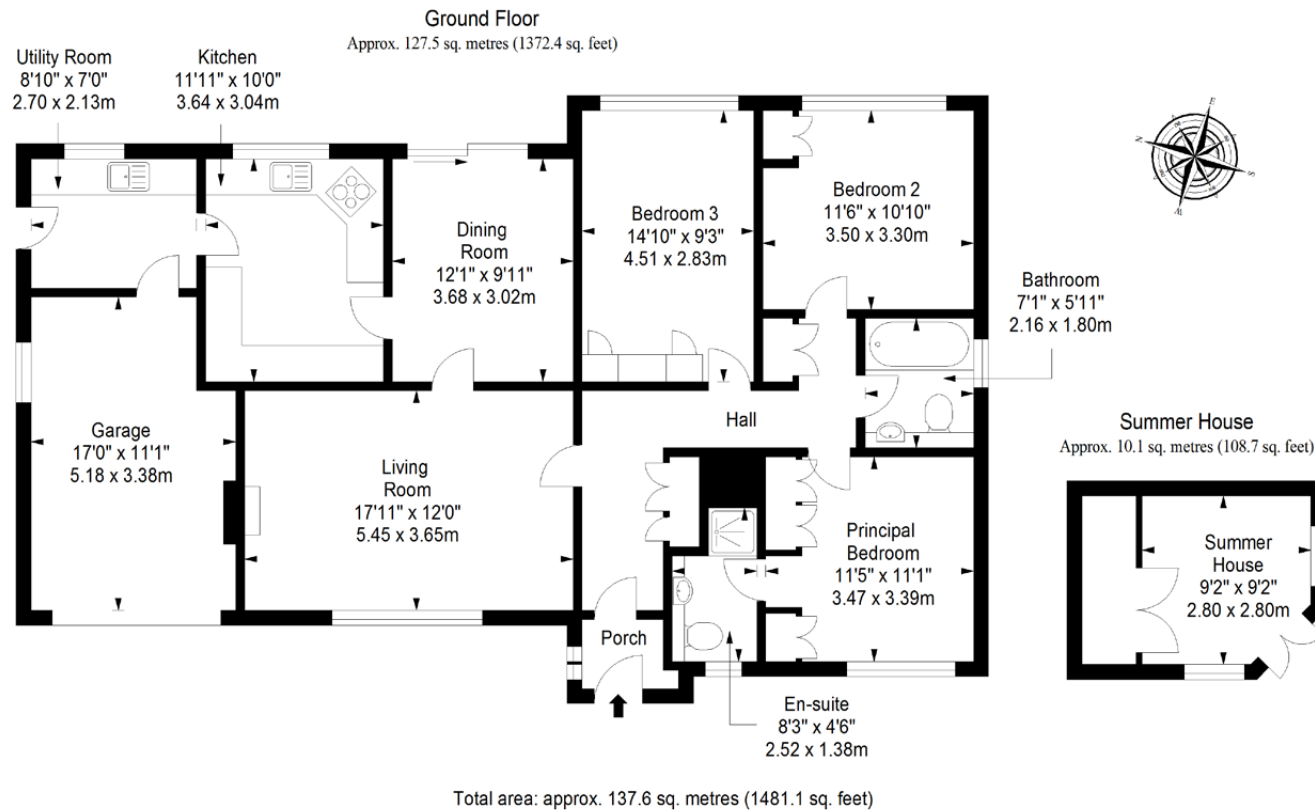 Ground Floor
Approx. 127.5 sq. metres (1372.4 sq. feet)
Utility Room
8'10" x 7'0"
2.70 x 2.13m
Kitchen
11'11" x 10'0"
3.64 x 3.04m
Dining
Room
12'1" x 9'11"
3.68 x 3.02m
Bedroom 3
14'10" x 9'3"
4.51 x 2.83m
Bedroom 2
11'6" x 10'10"
3.50 x 3.30m
Bathroom
7'1" x 5'11"
2.16 x 1.80m
E
N
S
W
Garage
17'0" x 11'1"
5.18 x 3.38m
Living
Room
17'11" x 12'0"
5.45 x 3.65m
Hall
Principal
Bedroom
11'5" x 11'1"
3.47 x 3.39m
Porch
En-suite
8'3" x 4'6"
2.52 x 1.38m
Summer House
Approx. 10.1 sq. metres (108.7 sq. feet)
Summer
House
9'2" x 9'2"
2.80 x 2.80m
Total area: approx. 137.6 sq. metres (1481.1 sq. feet)